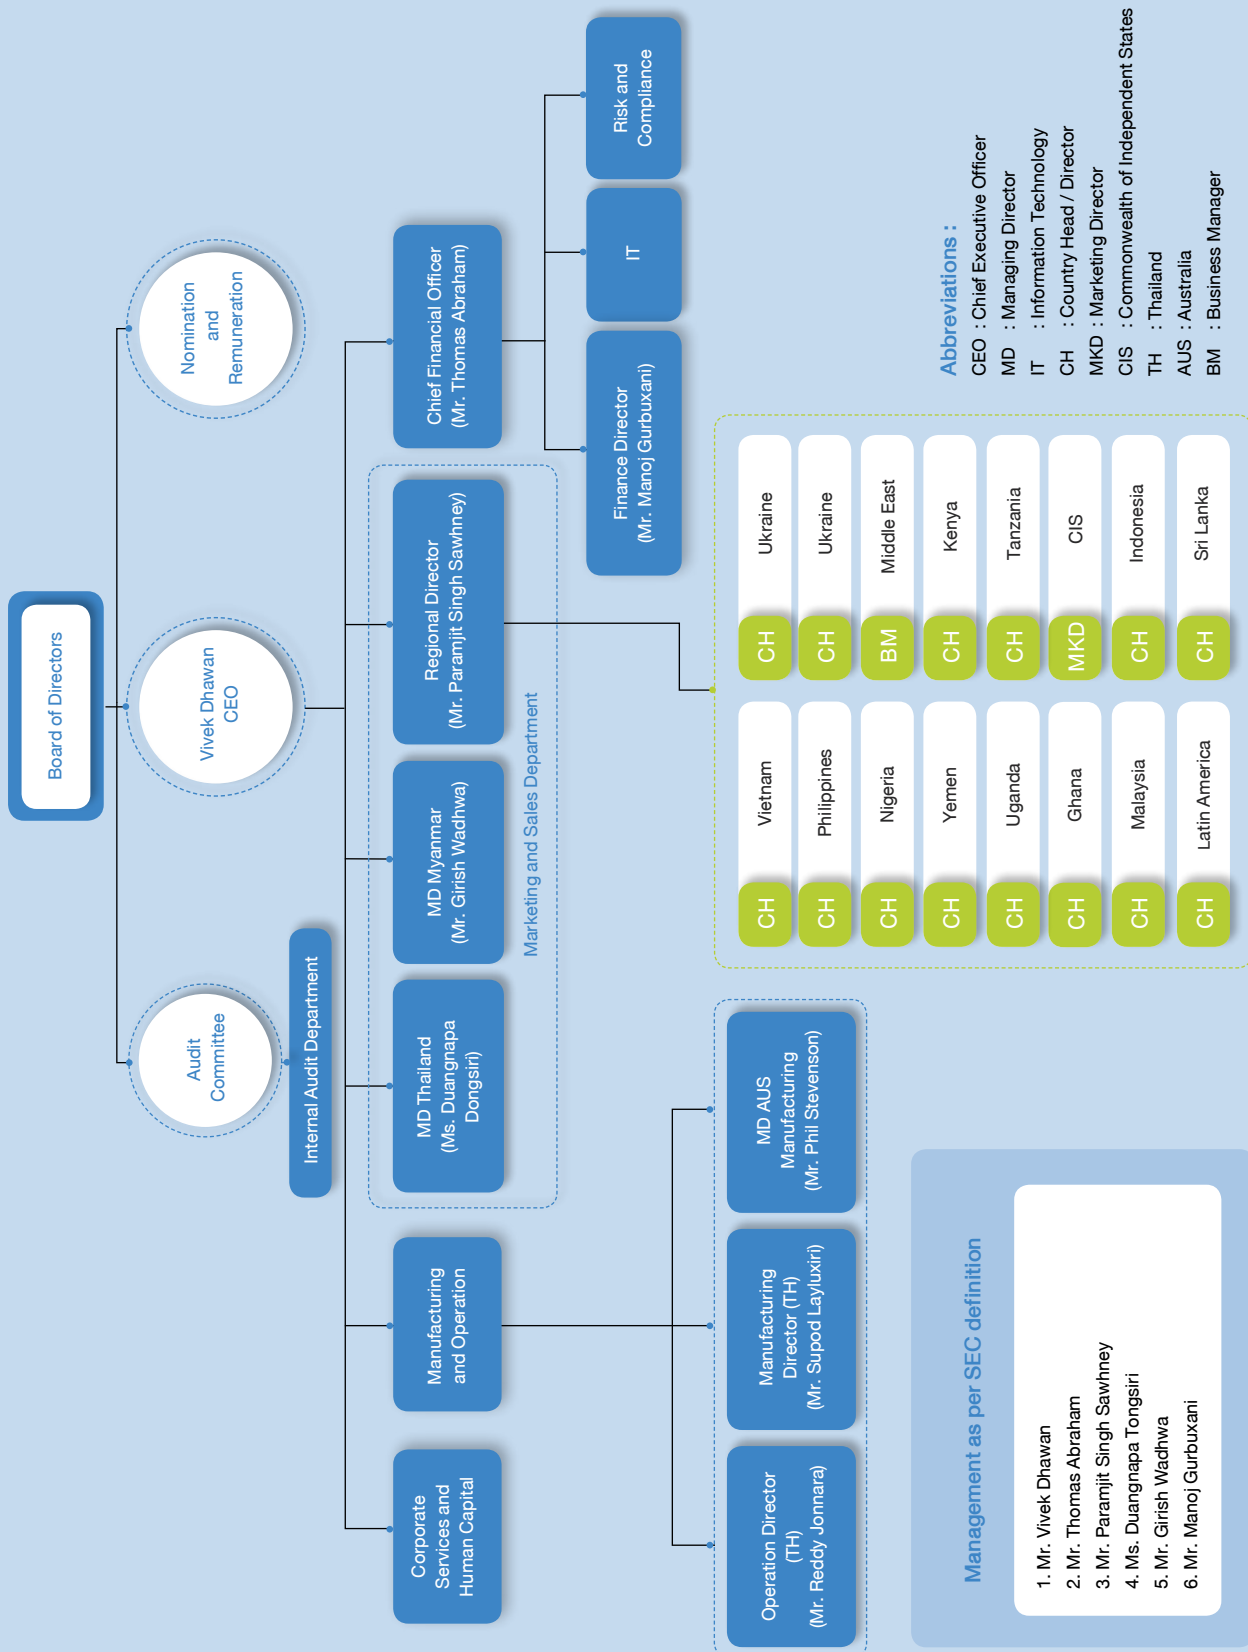 Board of Directors
Audit
Committee
Vivek Dhawan
CEO
Nomination
and
Remuneration
Internal Audit Department
Corporate
Services and
Human Capital
Manufacturing
and Operation
MD Thailand
(Ms. Duangnapa
Dongsiri)
MD Myanmar
(Mr. Girish Wadhwa)
Regional Director
(Mr. Paramjit Singh Sawhney)
Chief Financial Officer
(Mr. Thomas Abraham)
Marketing and Sales Department
Finance Director
(Mr. Manoj Gurbuxani)
IT
Risk and
Compliance
Operation Director
(TH)
(Mr. Reddy Jonnara)
Manufacturing
Director (TH)
(Mr. Supod Layluxiri)
MD AUS
Manufacturing
(Mr. Phil Stevenson)
CH Vietnam
CH Ukraine
CH Philippines
CH Ukraine
CH Nigeria
BM Middle East
CH Yemen
CH Kenya
CH Uganda
CH Tanzania
CH Ghana
MKD CIS
CH Malaysia
CH Indonesia
CH Latin America
CH Sri Lanka
Management as per SEC definition
1. Mr. Vivek Dhawan
2. Mr. Thomas Abraham
3. Mr. Paramjit Singh Sawhney
4. Ms. Duangnapa Tongsiri
5. Mr. Girish Wadhwa
6. Mr. Manoj Gurbuxani
Abbreviations :
CEO : Chief Executive Officer
MD : Managing Director
IT : Information Technology
CH : Country Head / Director
MKD : Marketing Director
CIS : Commonwealth of Independent States
TH : Thailand
AUS : Australia
BM : Business Manager